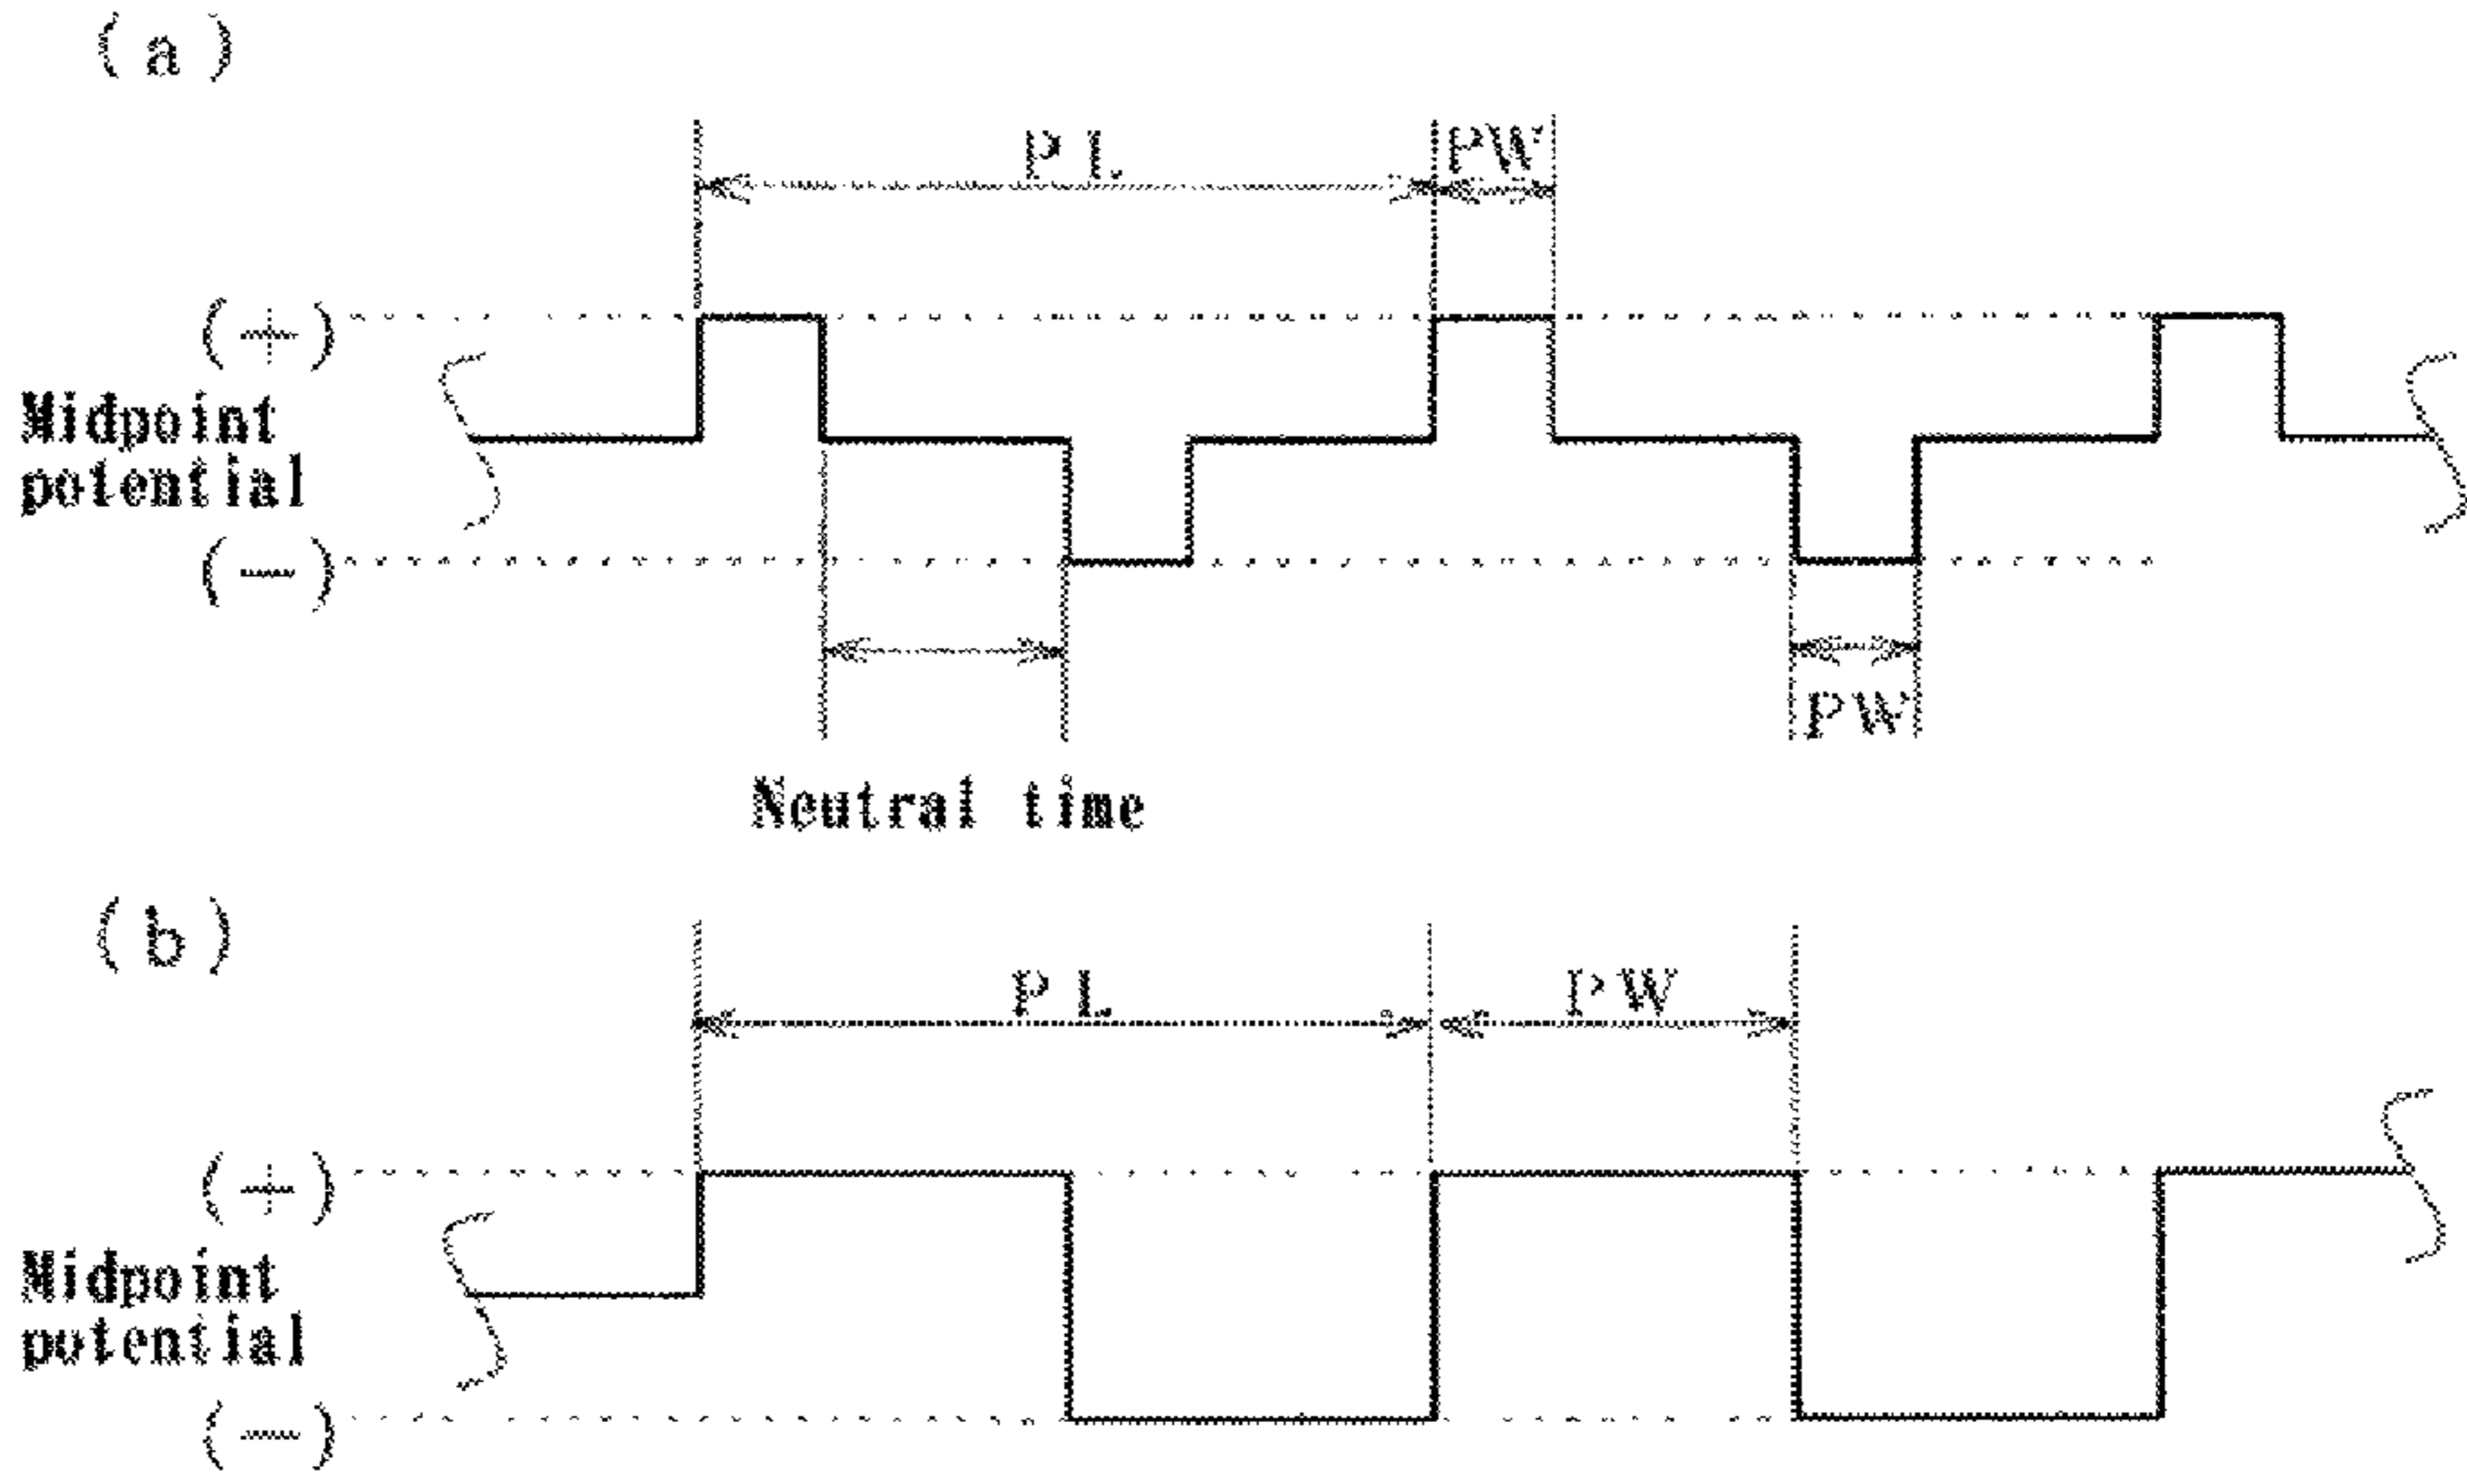 (a)
PL
PW
(+)
Midpoint
potential
(—)
PW
Neutral time
(b)
PL
PW
(+)
Midpoint
potential
(—)